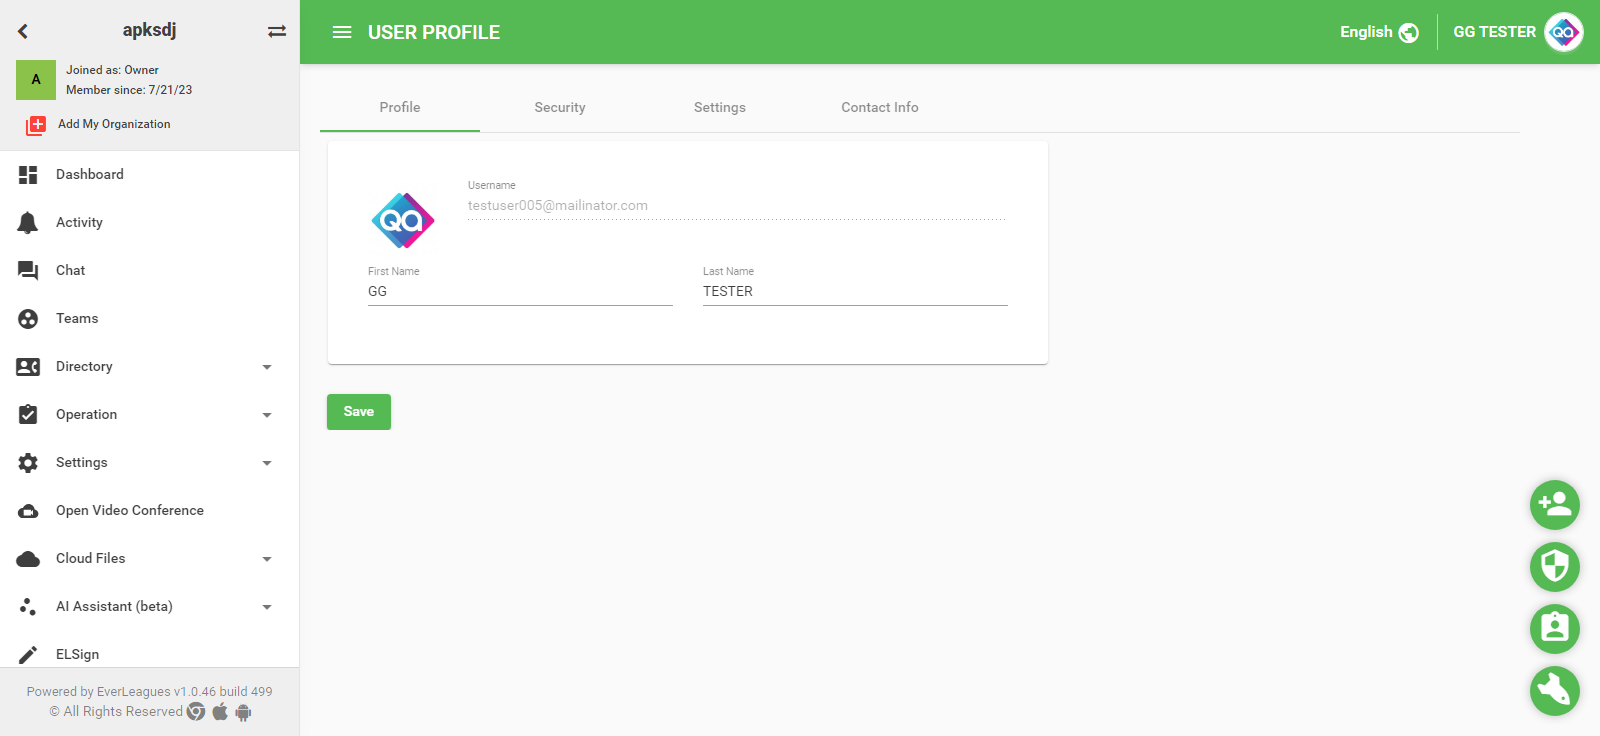 apksdj
A
Joined as: Owner
Member since: 7/21/23
Add My Organization
Dashboard
Activity
Chat
Teams
Directory
Operation
Settings
Open Video Conference
Cloud Files
AI Assistant (beta)
ELSign
Powered by EverLeagues v1.0.46 build 499
© All Rights Reserved
USER PROFILE
English
GG TESTER
QA
Profile
Security
Settings
Contact Info
QA
Username
testuser005@mailinator.com
First Name
GG
Last Name
TESTER
Save